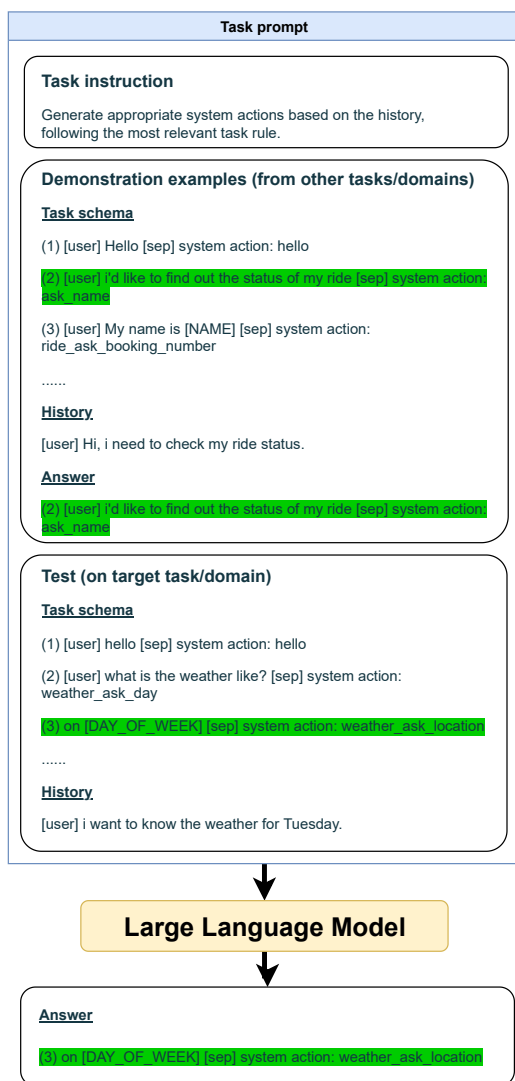 Task prompt
Task instruction
Generate appropriate system actions based on the history,
following the most relevant task rule.
Demonstration examples (from other tasks/domains)
Task schema
(1) [user] Hello [sep] system action: hello
(2) [user] i'd like to find out the status of my ride [sep] system action:
ask_name
(3) [user] My name is [NAME] [sep] system action:
ride_ask_booking_number
......
History
[user] Hi, i need to check my ride status.
Answer
(2) [user] i'd like to find out the status of my ride [sep] system action:
ask_name
Test (on target task/domain)
Task schema
(1) [user] hello [sep] system action: hello
(2) [user] what is the weather like? [sep] system action:
weather_ask_day
(3) on [DAY_OF_WEEK] [sep] system action: weather_ask_location
......
History
[user] i want to know the weather for Tuesday.
Large Language Model
Answer
(3) on [DAY_OF_WEEK] [sep] system action: weather_ask_location